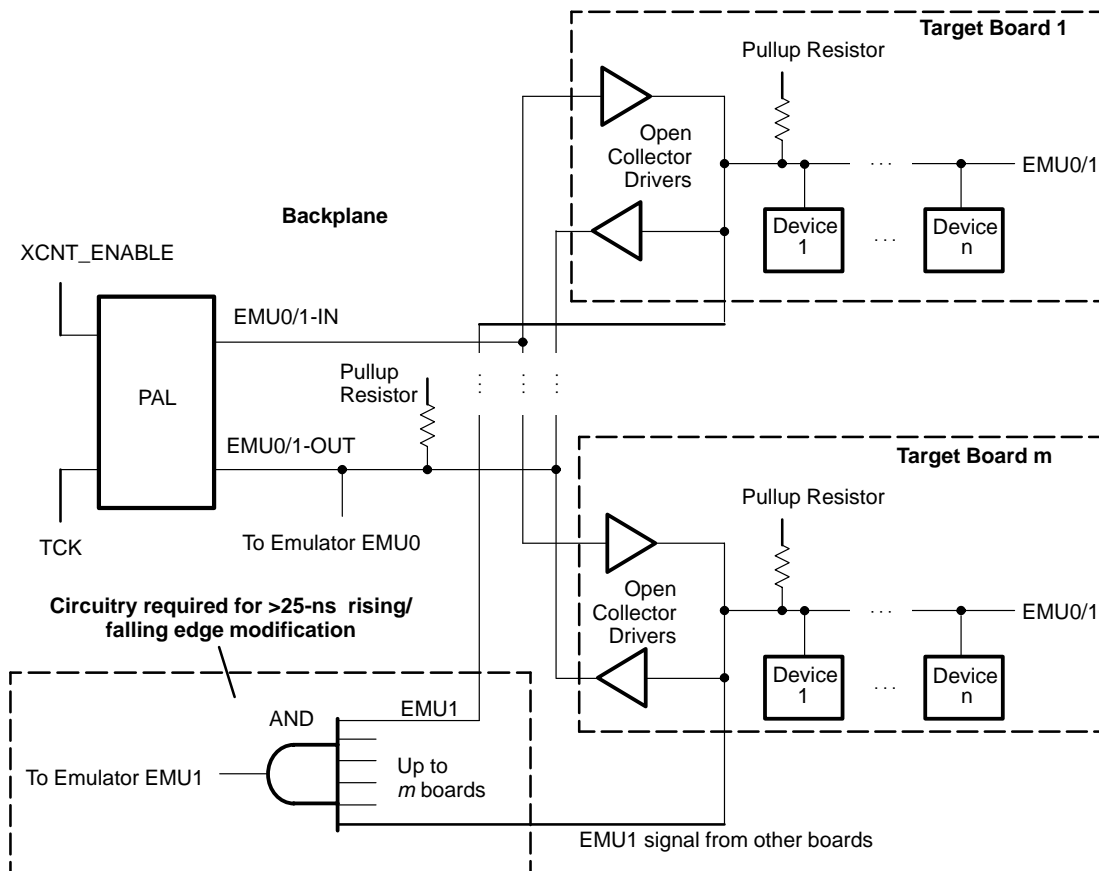 Target Board 1
Pullup Resistor
Open
Collector
Drivers
. . .
EMU0/1
Device
1
. . .
Device
n
Backplane
XCNT_ENABLE
EMU0/1-IN
PAL
Pullup
Resistor
. . .
. . .
. . .
EMU0/1-OUT
TCK
To Emulator EMU0
Target Board m
Pullup Resistor
Open
Collector
Drivers
. . .
EMU0/1
Device
1
. . .
Device
n
Circuitry required for >25-ns rising/
falling edge modification
AND
EMU1
To Emulator EMU1
Up to
m boards
EMU1 signal from other boards